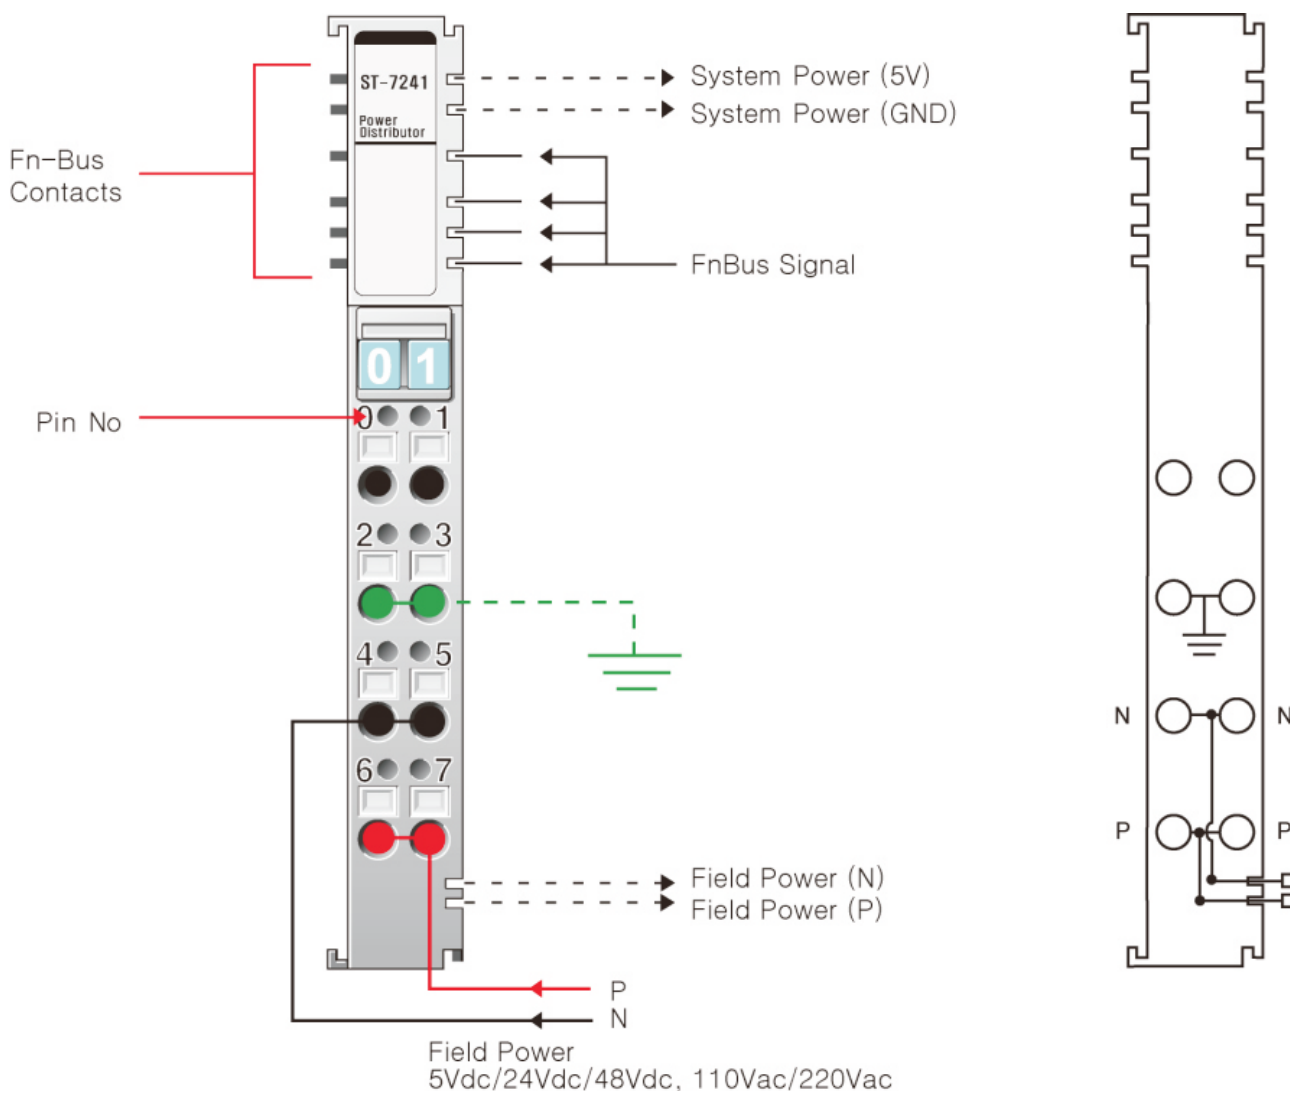 ST-7241
Power
Distributor
System Power (5V)
System Power (GND)
Fn-Bus
Contacts
FnBus Signal
0 1
Pin No
0 1
2 3
4 5
6 7
N N
P P
Field Power (N)
Field Power (P)
P
N
Field Power
5Vdc/24Vdc/48Vdc, 110Vac/220Vac